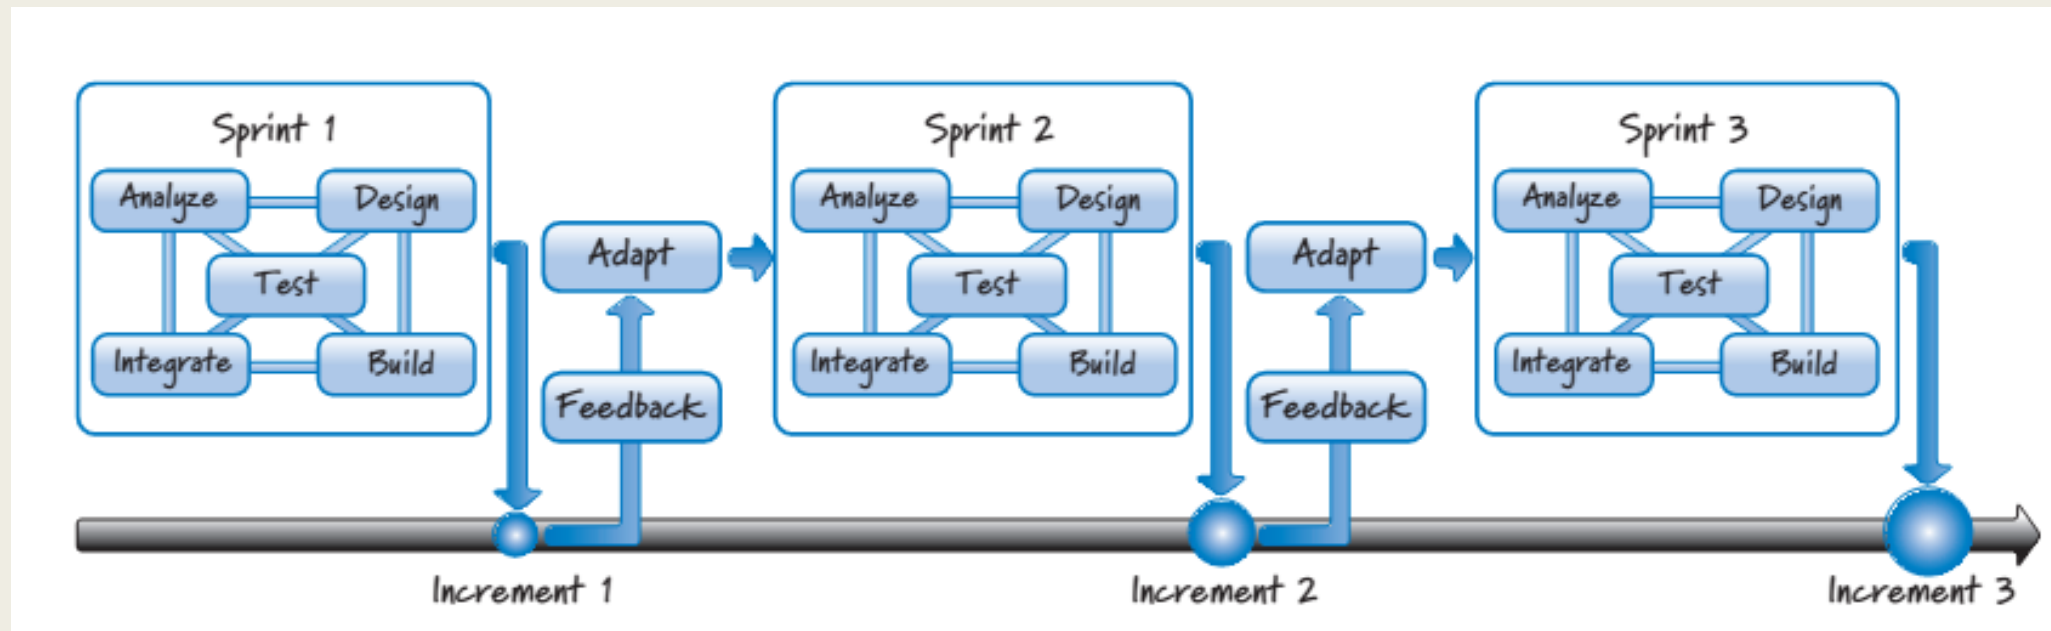 Sprint 1
Analyze
Design
Test
Integrate
Build
Adapt
Feedback
Increment 1
Sprint 2
Analyze
Design
Test
Integrate
Build
Adapt
Feedback
Increment 2
Sprint 3
Analyze
Design
Test
Integrate
Build
Increment 3